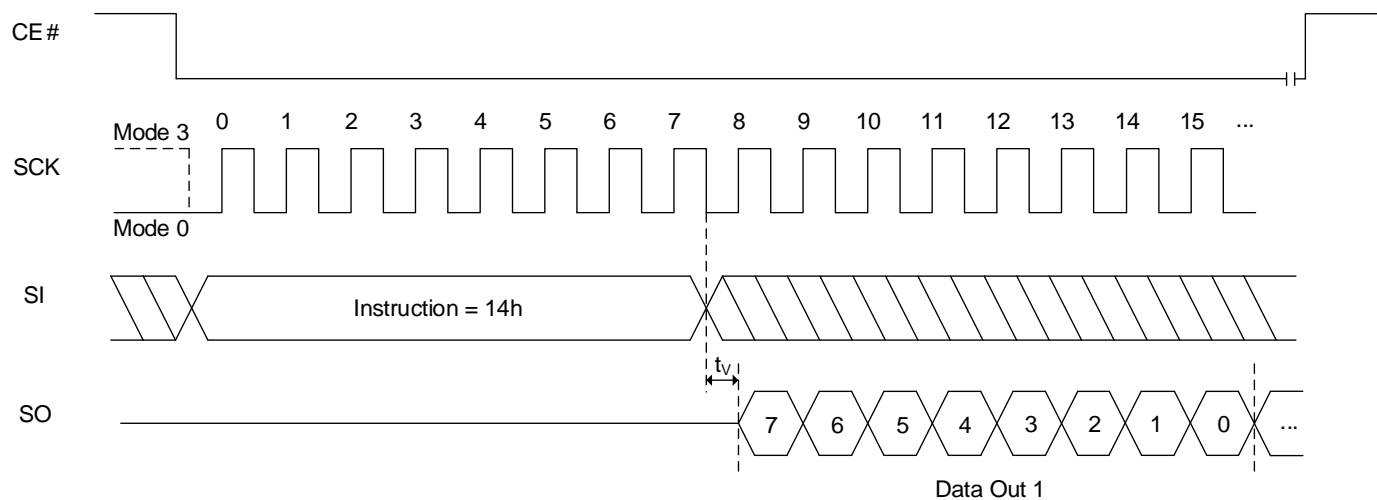 CE #
0 1 2 3 4 5 6 7 8 9 10 11 12 13 14 15 ...
Mode 3
SCK
Mode 0
SI
Instruction = 14h
tV
SO
7 6 5 4 3 2 1 0 ...
Data Out 1